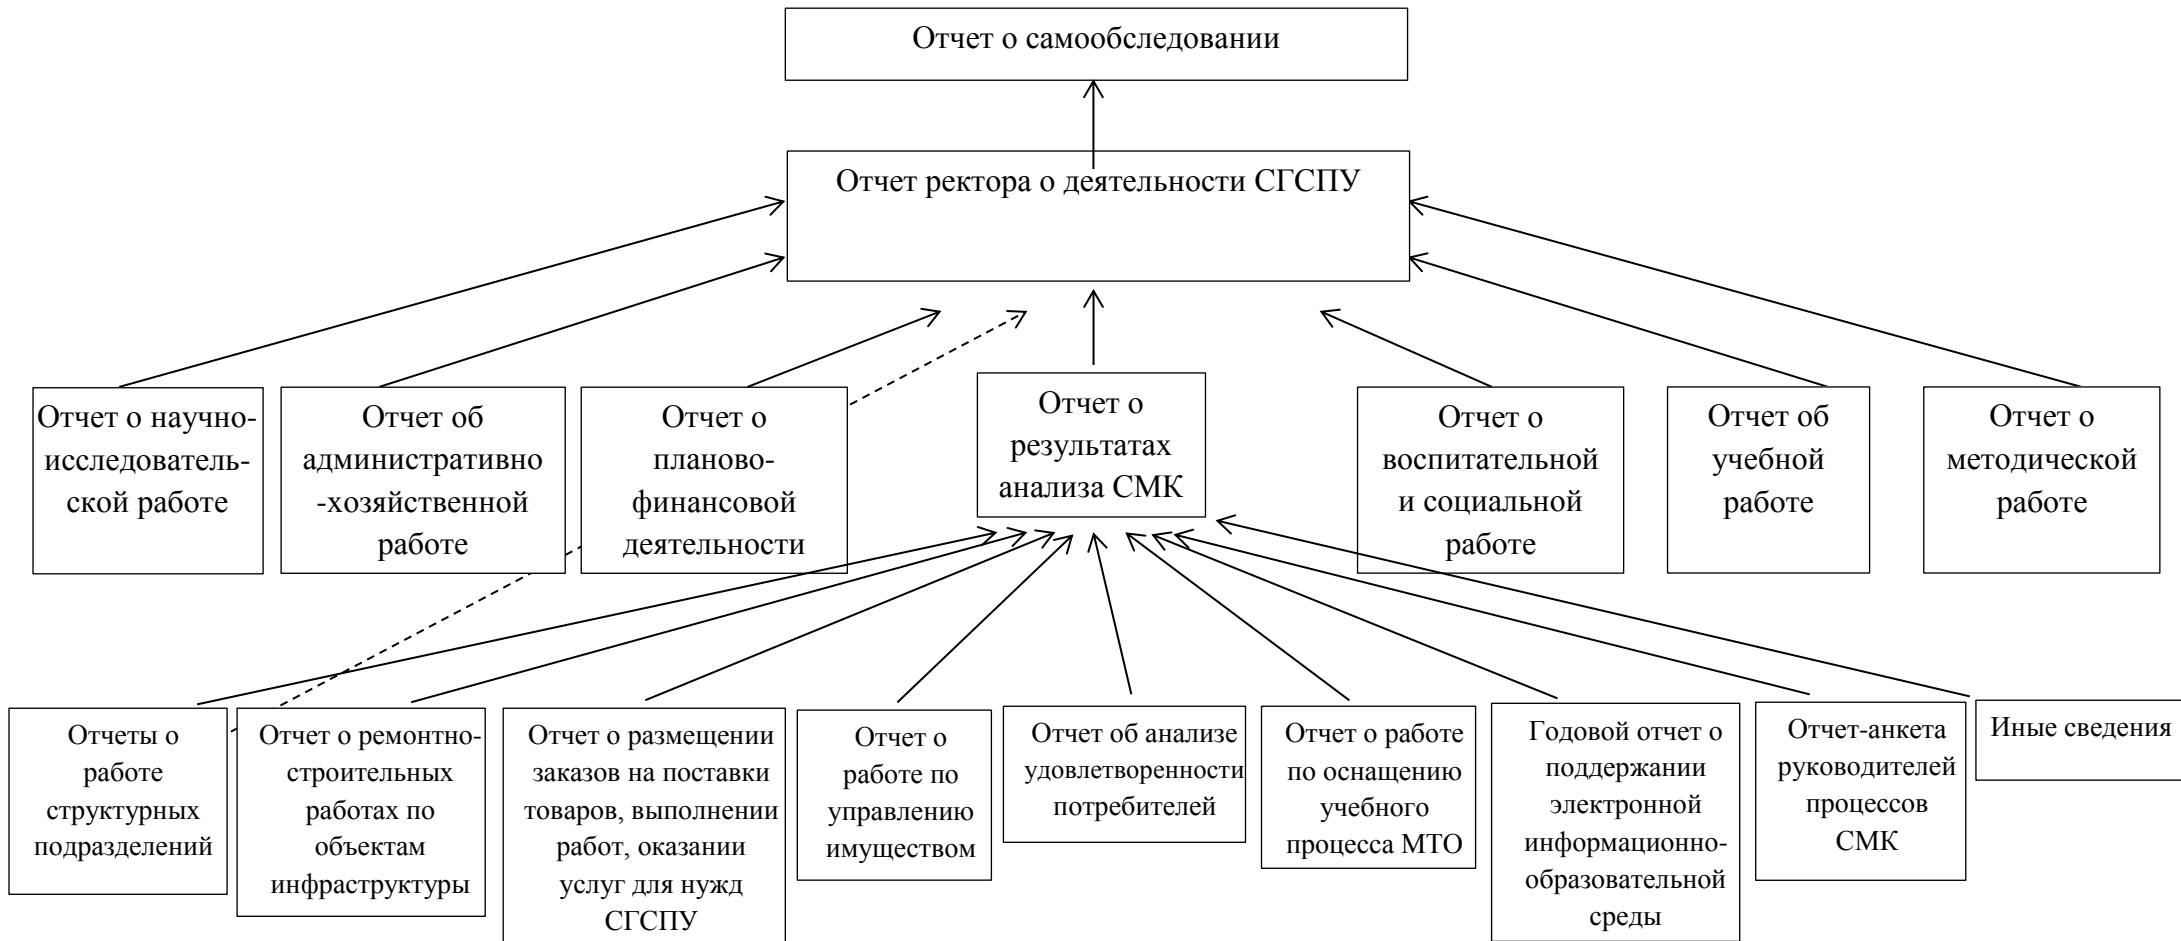 Отчет о самообследовании
Отчет ректора о деятельности СГСПУ
Отчет о научно-
исследователь-
ской работе
Отчет об
административно
-хозяйственной
работе
Отчет о
планово-
финансовой
деятельности
Отчет о
результатах
анализа СМК
Отчет о
воспитательной
и социальной
работе
Отчет об
учебной
работе
Отчет о
методической
работе
Отчеты о
работе
структурных
подразделений
Отчет о ремонтно-
строительных
работах по
объектам
инфраструктуры
Отчет о размещении
заказов на поставки
товаров, выполнении
работ, оказании
услуг для нужд
СГСПУ
Отчет о
работе по
управлению
имуществом
Отчет об анализе
удовлетворенности
потребителей
Отчет о работе
по оснащению
учебного
процесса МТО
Годовой отчет о
поддержании
электронной
информационно-
образовательной
среды
Отчет-анкета
руководителей
процессов
СМК
Иные сведения